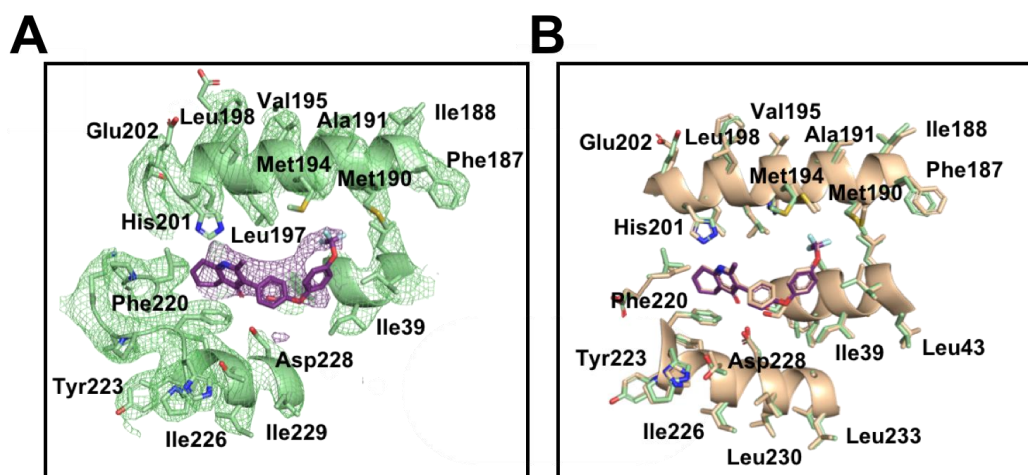 A
Val195
Leu198
Ala191
Ile188
Glu202
Met194
Phe187
Met190
His201
Leu197
Phe220
Ile39
Asp228
Tyr223
Ile226
Ile229
B
Val195
Leu198
Ala191
Ile188
Glu202
Met194
Phe187
Met190
His201
Phe220
Ile39
Leu43
Asp228
Tyr223
Ile226
Leu233
Leu230